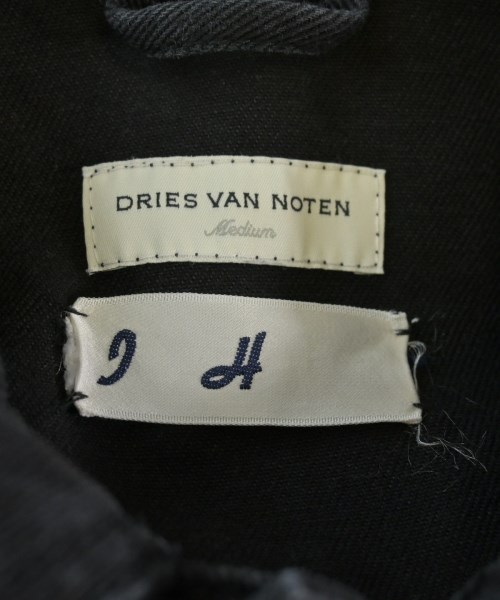 DRIES VAN NOTEN
Medium
I H